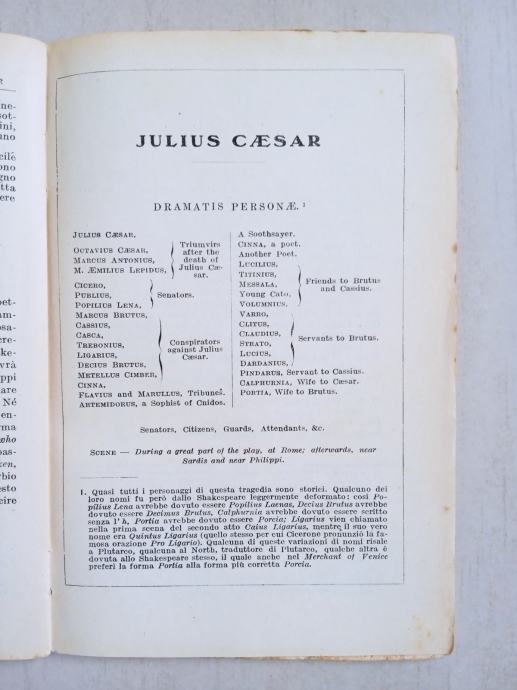 JULIUS CÆSAR
DRAMATIS PERSONÆ. 1
JULIUS CÆSAR.
OCTAVIUS CÆSAR,
MARCUS ANTONIUS,
M. ÆMILIUS LEPIDUS,
Triumvirs
after the
death of
Julius Cæ-
sar.
CICERO,
PUBLIUS,
POPILIUS LENA,
Senators.
MARCUS BRUTUS,
CASSIUS,
CASCA,
TREBONIUS,
LIGARIUS,
DECIUS BRUTUS,
METELLUS CIMBER,
CINNA,
Conspirators
against Julius
Cæsar.
FLAVIUS and MARULLUS, Tribunes.
ARTEMIDORUS, a Sophist of Cnidos.
A Soothsayer.
CINNA, a poet.
Another Poet.
LUCILIUS,
TITINIUS,
MESSALA,
Young CATO,
VOLUMNIUS.
Friends to Brutus
and Cassius.
VARRO,
CLITUS,
CLAUDIUS,
STRATO,
LUCIUS,
DARDANIUS,
Servants to Brutus.
PINDARUS, Servant to Cassius.
CALPHURNIA, Wife to Cæsar.
PORTIA, Wife to Brutus.
Senators, Citizens, Guards, Attendants, &c.
SCENE — During a great part of the play, at Rome; afterwards, near
Sardis and near Philippi.
1. Quasi tutti i personaggi di questa tragedia sono storici. Qualcuno dei
loro nomi fu però dallo Shakespeare leggermente deformato: così Po-
pilius Lena avrebbe dovuto essere Popilius Laenas, Decius Brutus avrebbe
dovuto essere Decimus Brutus, Calphurnia avrebbe dovuto essere scritto
senza l'h, Portia avrebbe dovuto essere Porcia; Ligarius vien chiamato
nella prima scena del secondo atto Caius Ligarius, mentre il suo vero
nome era Quintus Ligarius (quello stesso per cui Cicerone pronunziò la fa-
mosa orazione Pro Ligario). Qualcuna di queste variazioni di nomi risale
a Plutarco, qualcuna al North, traduttore di Plutarco, qualche altra è
dovuta allo Shakespeare stesso, il quale anche nel Merchant of Venice
preferì la forma Portia alla forma più corretta Porcia.